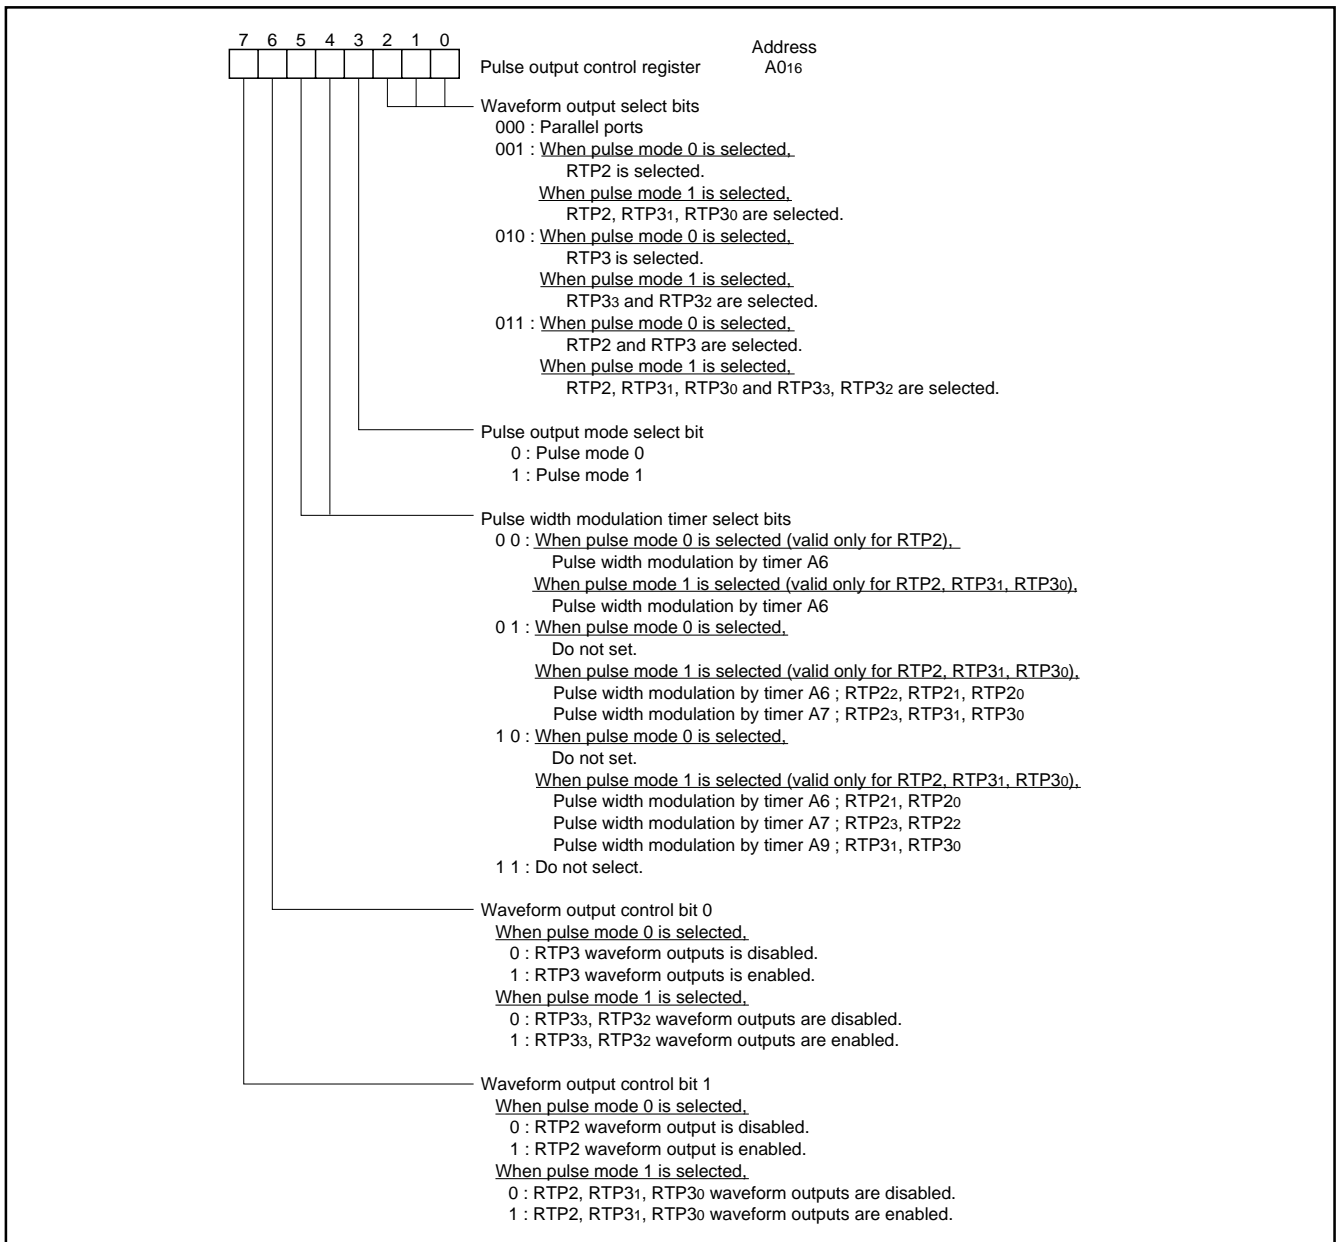 7 6 5 4 3 2 1 0
Address
Pulse output control register A016
Waveform output select bits
000 : Parallel ports
001 : When pulse mode 0 is selected,
RTP2 is selected.
When pulse mode 1 is selected,
RTP2, RTP31, RTP30 are selected.
010 : When pulse mode 0 is selected,
RTP3 is selected.
When pulse mode 1 is selected,
RTP33 and RTP32 are selected.
011 : When pulse mode 0 is selected,
RTP2 and RTP3 are selected.
When pulse mode 1 is selected,
RTP2, RTP31, RTP30 and RTP33, RTP32 are selected.
Pulse output mode select bit
0 : Pulse mode 0
1 : Pulse mode 1
Pulse width modulation timer select bits
0 0 : When pulse mode 0 is selected (valid only for RTP2),
Pulse width modulation by timer A6
When pulse mode 1 is selected (valid only for RTP2, RTP31, RTP30),
Pulse width modulation by timer A6
0 1 : When pulse mode 0 is selected,
Do not set.
When pulse mode 1 is selected (valid only for RTP2, RTP31, RTP30),
Pulse width modulation by timer A6 ; RTP22, RTP21, RTP20
Pulse width modulation by timer A7 ; RTP23, RTP31, RTP30
1 0 : When pulse mode 0 is selected,
Do not set.
When pulse mode 1 is selected (valid only for RTP2, RTP31, RTP30),
Pulse width modulation by timer A6 ; RTP21, RTP20
Pulse width modulation by timer A7 ; RTP23, RTP22
Pulse width modulation by timer A9 ; RTP31, RTP30
1 1 : Do not select.
Waveform output control bit 0
When pulse mode 0 is selected,
0 : RTP3 waveform outputs is disabled.
1 : RTP3 waveform outputs is enabled.
When pulse mode 1 is selected,
0 : RTP33, RTP32 waveform outputs are disabled.
1 : RTP33, RTP32 waveform outputs are enabled.
Waveform output control bit 1
When pulse mode 0 is selected,
0 : RTP2 waveform output is disabled.
1 : RTP2 waveform output is enabled.
When pulse mode 1 is selected,
0 : RTP2, RTP31, RTP30 waveform outputs are disabled.
1 : RTP2, RTP31, RTP30 waveform outputs are enabled.